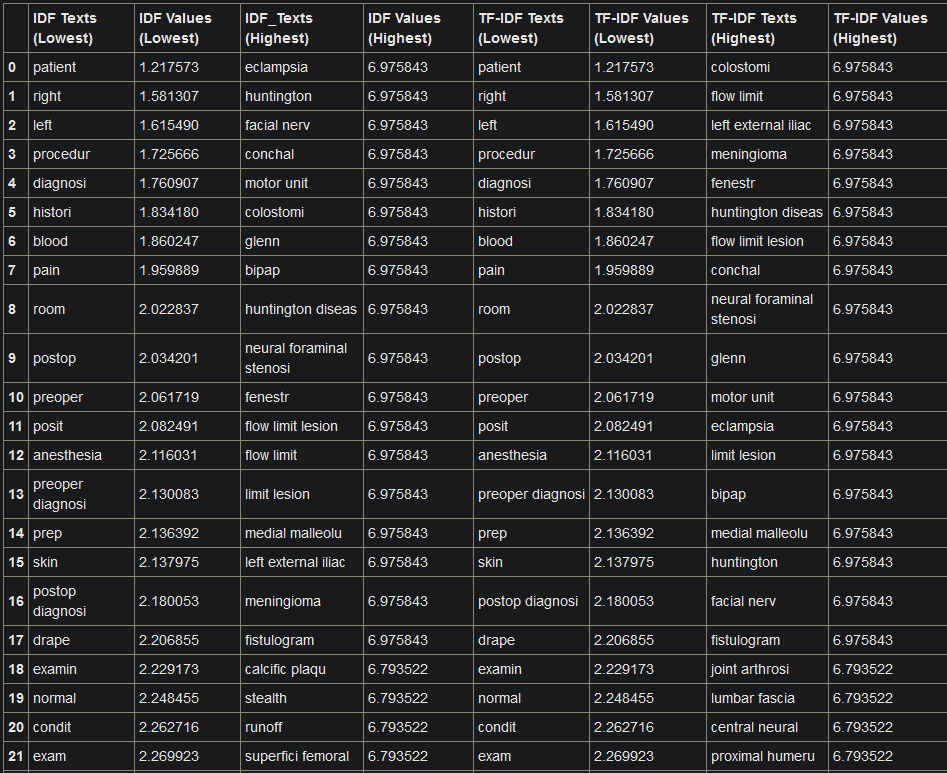 IDF Texts (Lowest) IDF Values (Lowest) IDF_Texts (Highest) IDF Values (Highest) TF-IDF Texts (Lowest) TF-IDF Values (Lowest) TF-IDF Texts (Highest) TF-IDF Values (Highest)
0 patient 1.217573 eclampsia 6.975843 patient 1.217573 colostomi 6.975843
1 right 1.581307 huntington 6.975843 right 1.581307 flow limit 6.975843
2 left 1.615490 facial nerv 6.975843 left 1.615490 left external iliac 6.975843
3 procedur 1.725666 conchal 6.975843 procedur 1.725666 meningioma 6.975843
4 diagnosi 1.760907 motor unit 6.975843 diagnosi 1.760907 fenestr 6.975843
5 histori 1.834180 colostomi 6.975843 histori 1.834180 huntington diseas 6.975843
6 blood 1.860247 glenn 6.975843 blood 1.860247 flow limit lesion 6.975843
7 pain 1.959889 bipap 6.975843 pain 1.959889 conchal 6.975843
8 room 2.022837 huntington diseas 6.975843 room 2.022837 neural foraminal stenosi 6.975843
9 postop 2.034201 neural foraminal stenosi 6.975843 postop 2.034201 glenn 6.975843
10 preoper 2.061719 fenestr 6.975843 preoper 2.061719 motor unit 6.975843
11 posit 2.082491 flow limit lesion 6.975843 posit 2.082491 eclampsia 6.975843
12 anesthesia 2.116031 flow limit 6.975843 anesthesia 2.116031 limit lesion 6.975843
13 preoper diagnosi 2.130083 limit lesion 6.975843 preoper diagnosi 2.130083 bipap 6.975843
14 prep 2.136392 medial malleolu 6.975843 prep 2.136392 medial malleolu 6.975843
15 skin 2.137975 left external iliac 6.975843 skin 2.137975 huntington 6.975843
16 postop diagnosi 2.180053 meningioma 6.975843 postop diagnosi 2.180053 facial nerv 6.975843
17 drape 2.206855 fistulogram 6.975843 drape 2.206855 fistulogram 6.975843
18 examin 2.229173 calcific plaqu 6.793522 examin 2.229173 joint arthrosi 6.793522
19 normal 2.248455 stealth 6.793522 normal 2.248455 lumbar fascia 6.793522
20 condit 2.262716 runoff 6.793522 condit 2.262716 central neural 6.793522
21 exam 2.269923 superfici femoral 6.793522 exam 2.269923 proximal humeru 6.793522